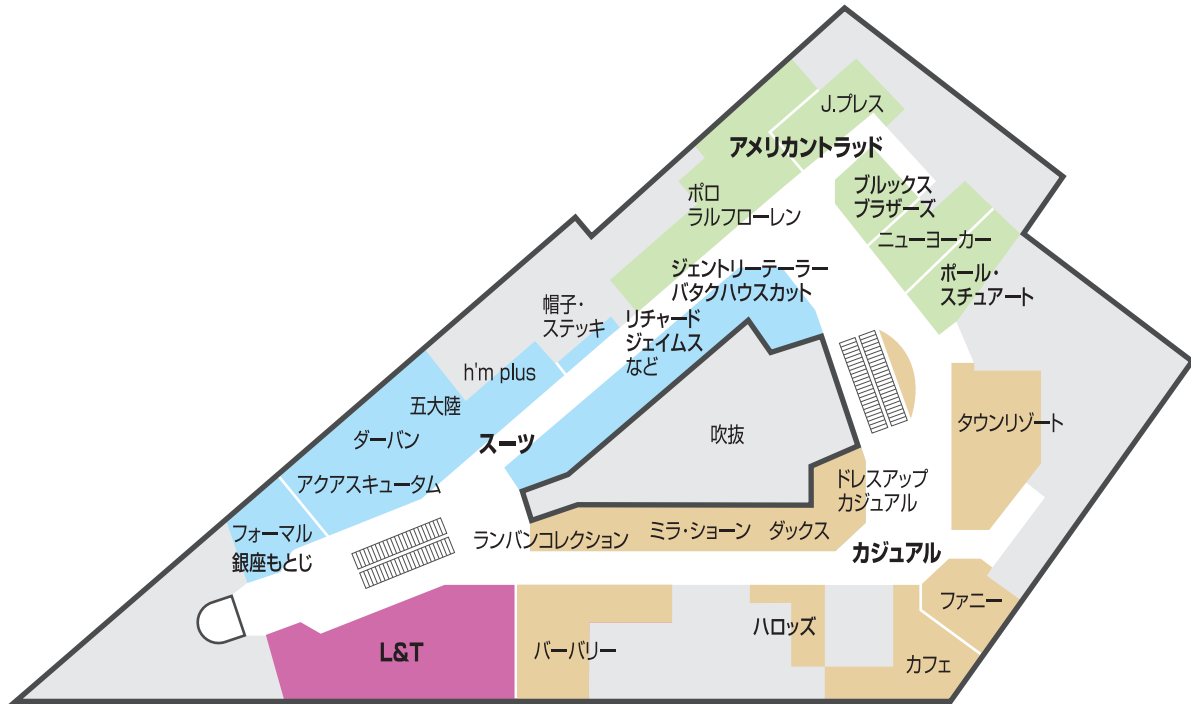 J.プレス
アメリカントラッド
ポロ
ラルフローレン
ブルックス
ブラザーズ
ニューヨーカー
ポール・
スチュアート
ジェントリーテーラー
バタクハウスカット
リチャード
ジェイムス
など
帽子・
ステッキ
h'm plus
五大陸
ダーバン
スーツ
アクアスキュータム
フォーマル
銀座もとじ
吹抜
タウンリゾート
ドレスアップ
カジュアル
ランバンコレクション
ミラ・ショーン
ダックス
カジュアル
ファニー
カフェ
ハロッズ
バーバリー
L&T